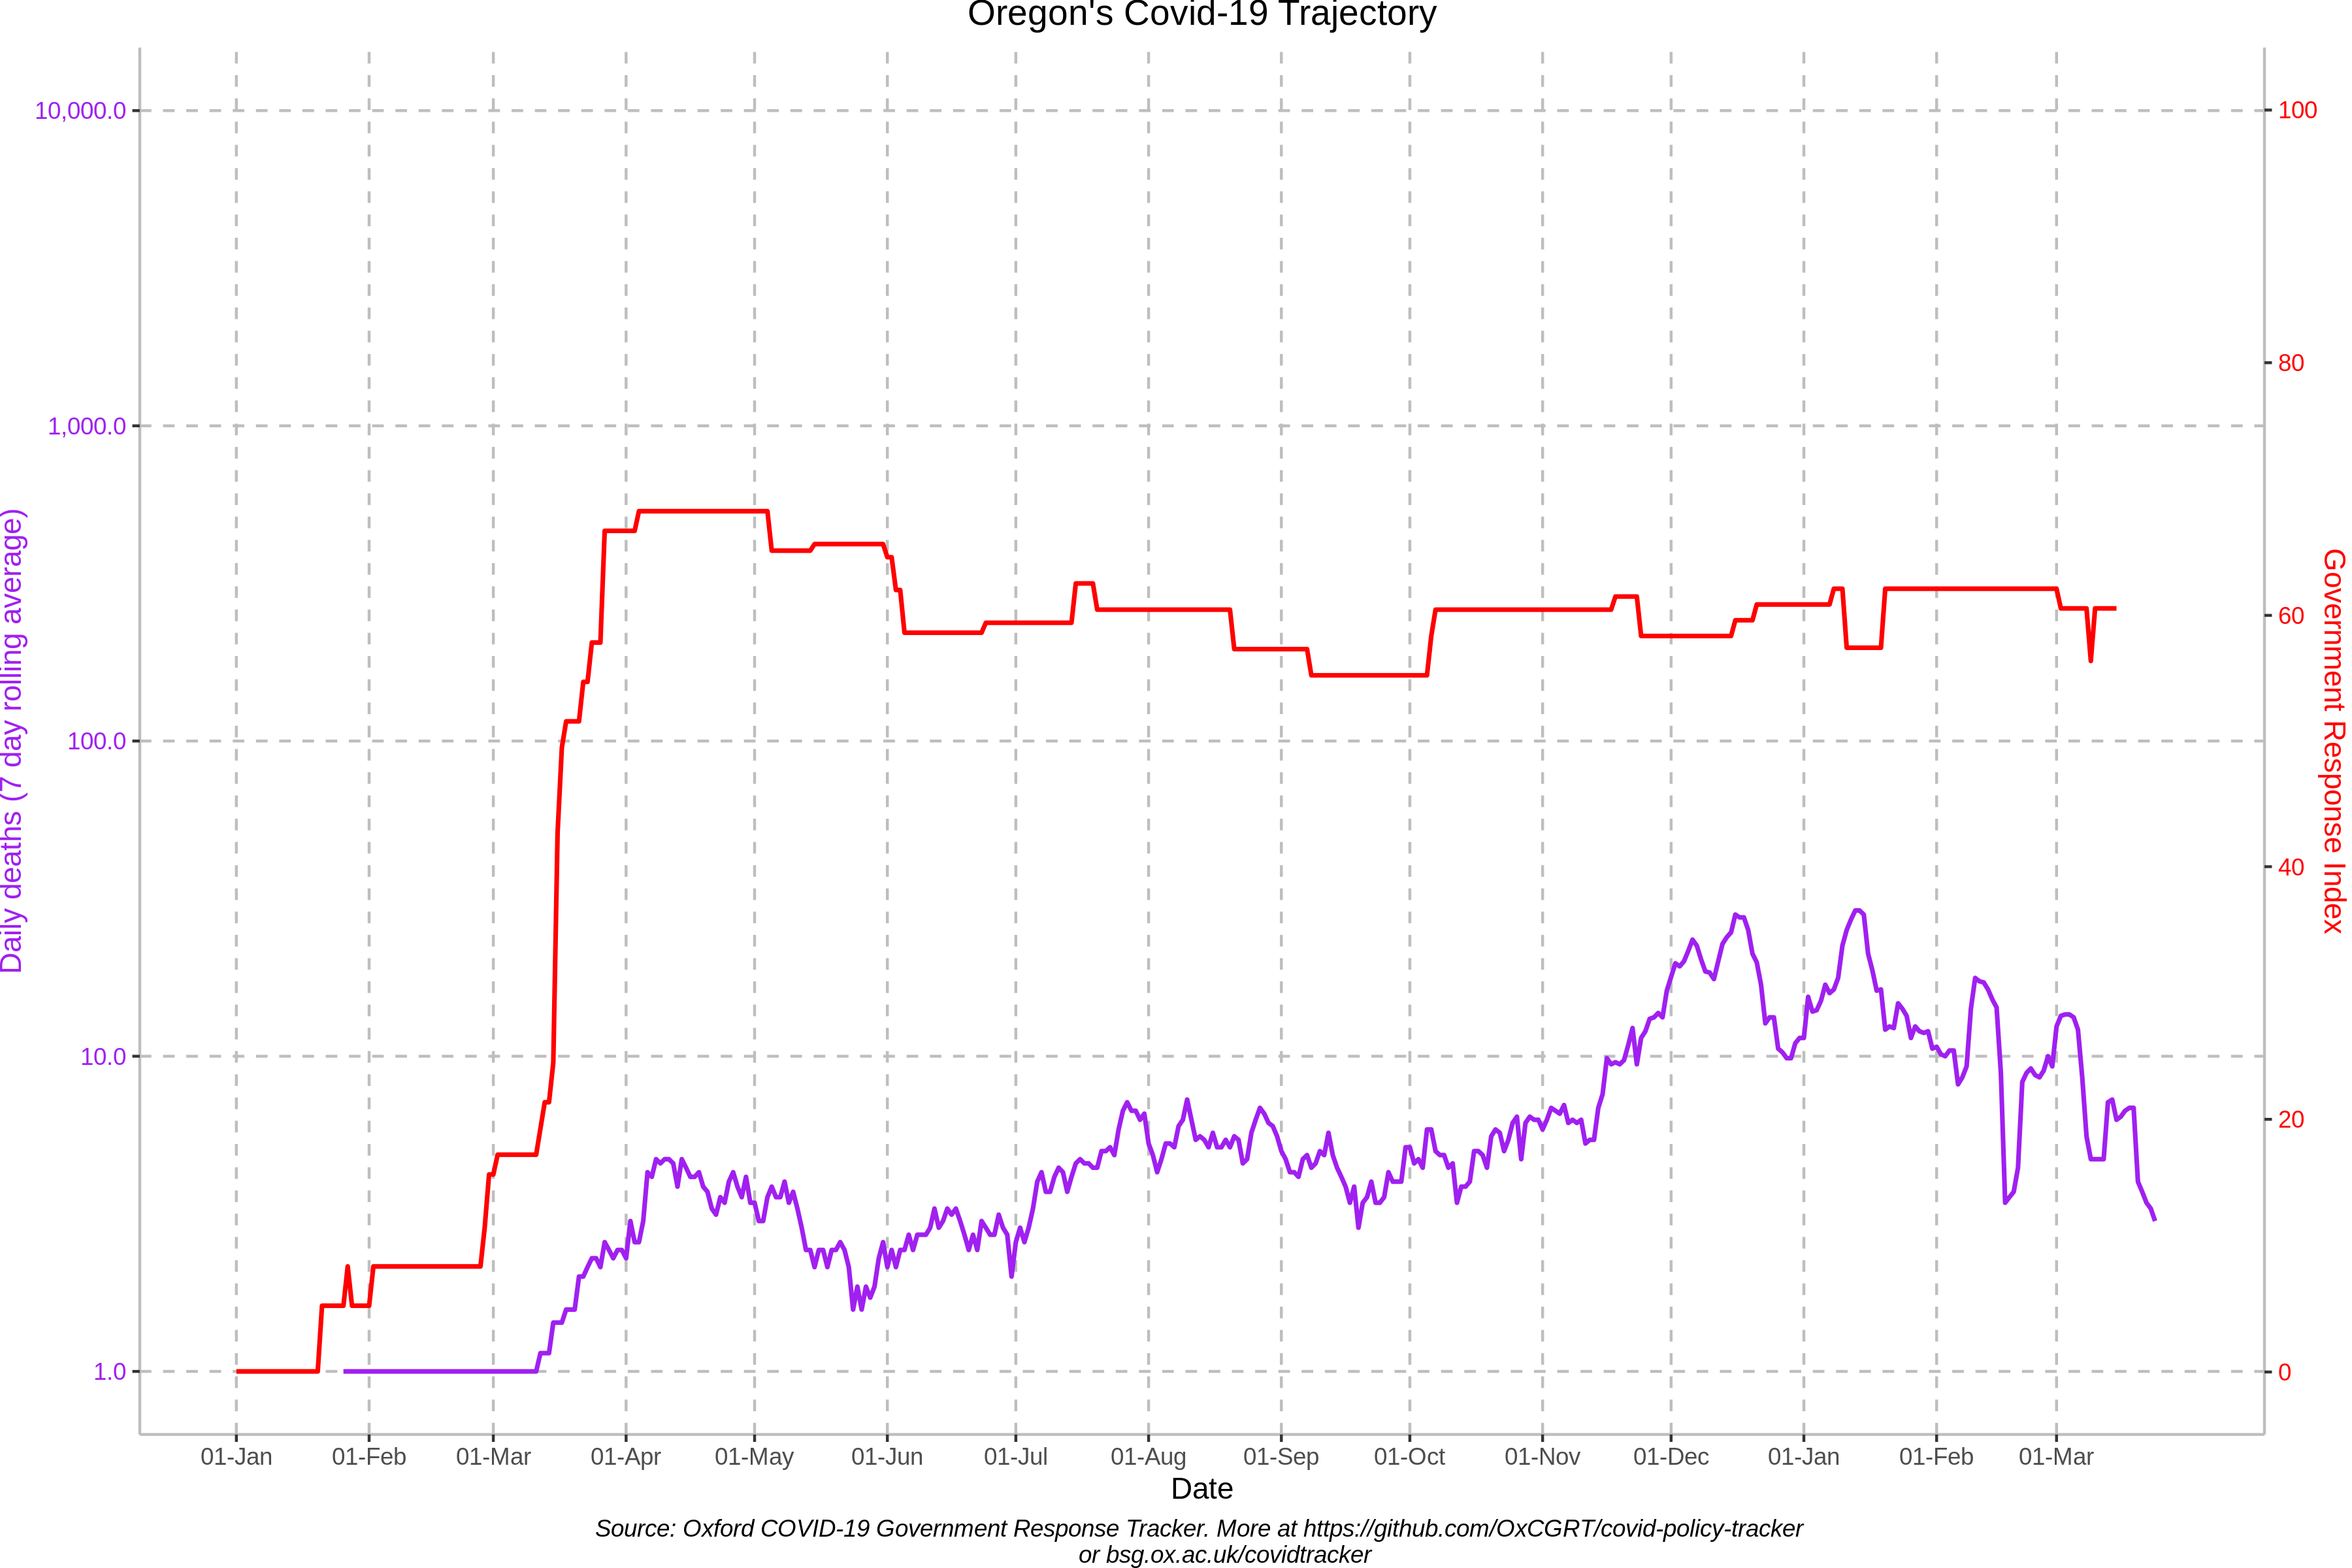 Oregon's Covid-19 Trajectory
10,000.0
1,000.0
100.0
10.0
1.0
Daily deaths (7 day rolling average)
100
80
60
40
20
0
Government Response Index
01-Jan 01-Feb 01-Mar 01-Apr 01-May 01-Jun 01-Jul 01-Aug 01-Sep 01-Oct 01-Nov 01-Dec 01-Jan 01-Feb 01-Mar
Date
Source: Oxford COVID-19 Government Response Tracker. More at https://github.com/OxCGRT/covid-policy-tracker
or bsg.ox.ac.uk/covidtracker